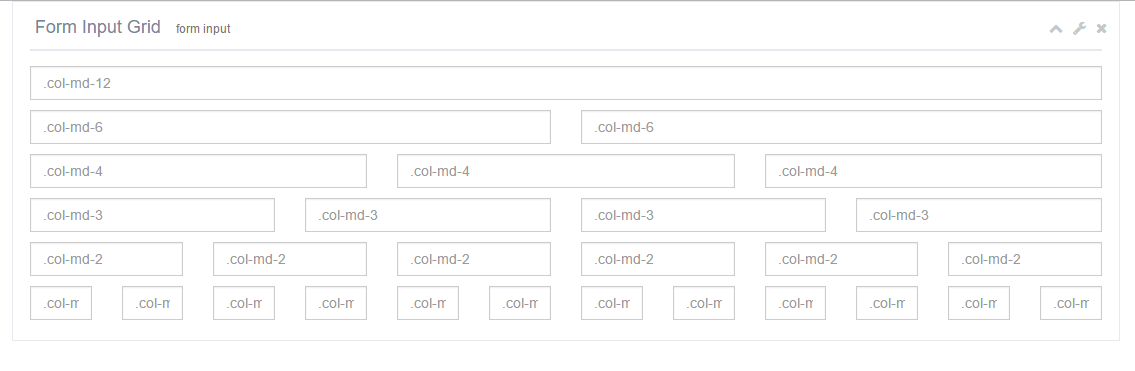 Form Input Grid form input
.col-md-12
.col-md-6 .col-md-6
.col-md-4 .col-md-4 .col-md-4
.col-md-3 .col-md-3 .col-md-3 .col-md-3
.col-md-2 .col-md-2 .col-md-2 .col-md-2 .col-md-2 .col-md-2
.col-m .col-m .col-m .col-m .col-m .col-m .col-m .col-m .col-m .col-m .col-m .col-m